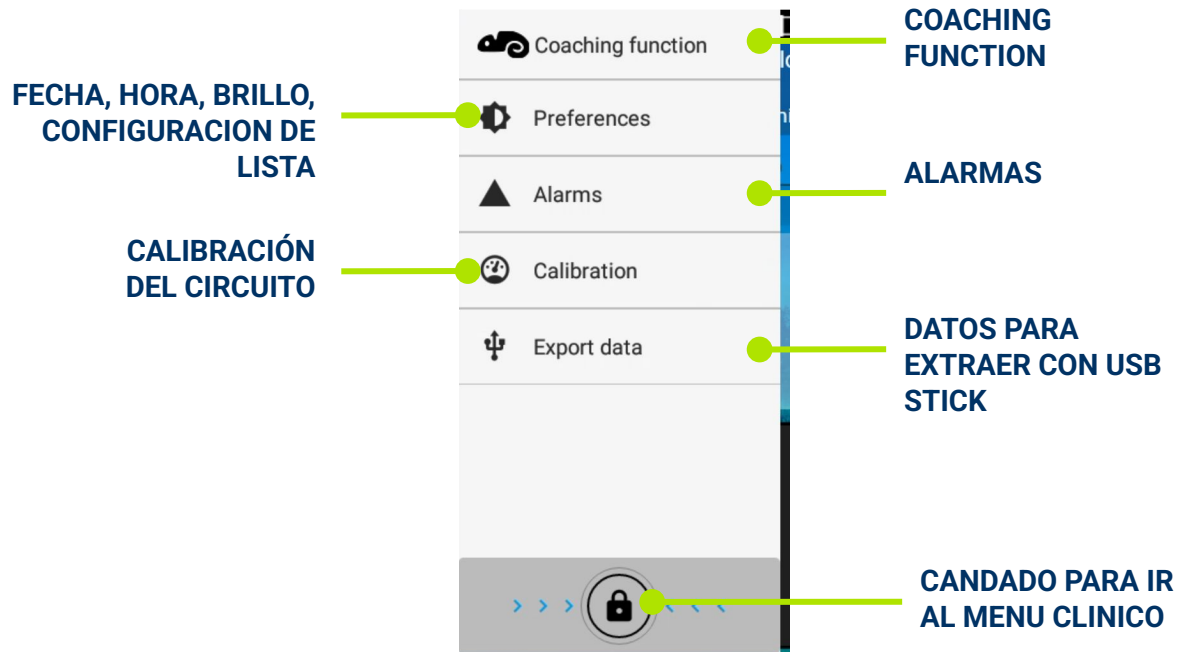 COACHING
FUNCTION
Coaching function
FECHA, HORA, BRILLO,
CONFIGURACION DE
LISTA
Preferences
ALARMAS
Alarms
CALIBRACIÓN
DEL CIRCUITO
Calibration
DATOS PARA
EXTRAER CON USB
STICK
Export data
CANDADO PARA IR
AL MENU CLINICO